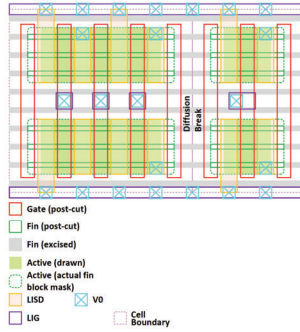 Diffusion
Break
Gate (post-cut)
Fin (post-cut)
Fin (excised)
Active (drawn)
Active (actual fin
block mask)
LISD
V0
LIG
Cell
Boundary